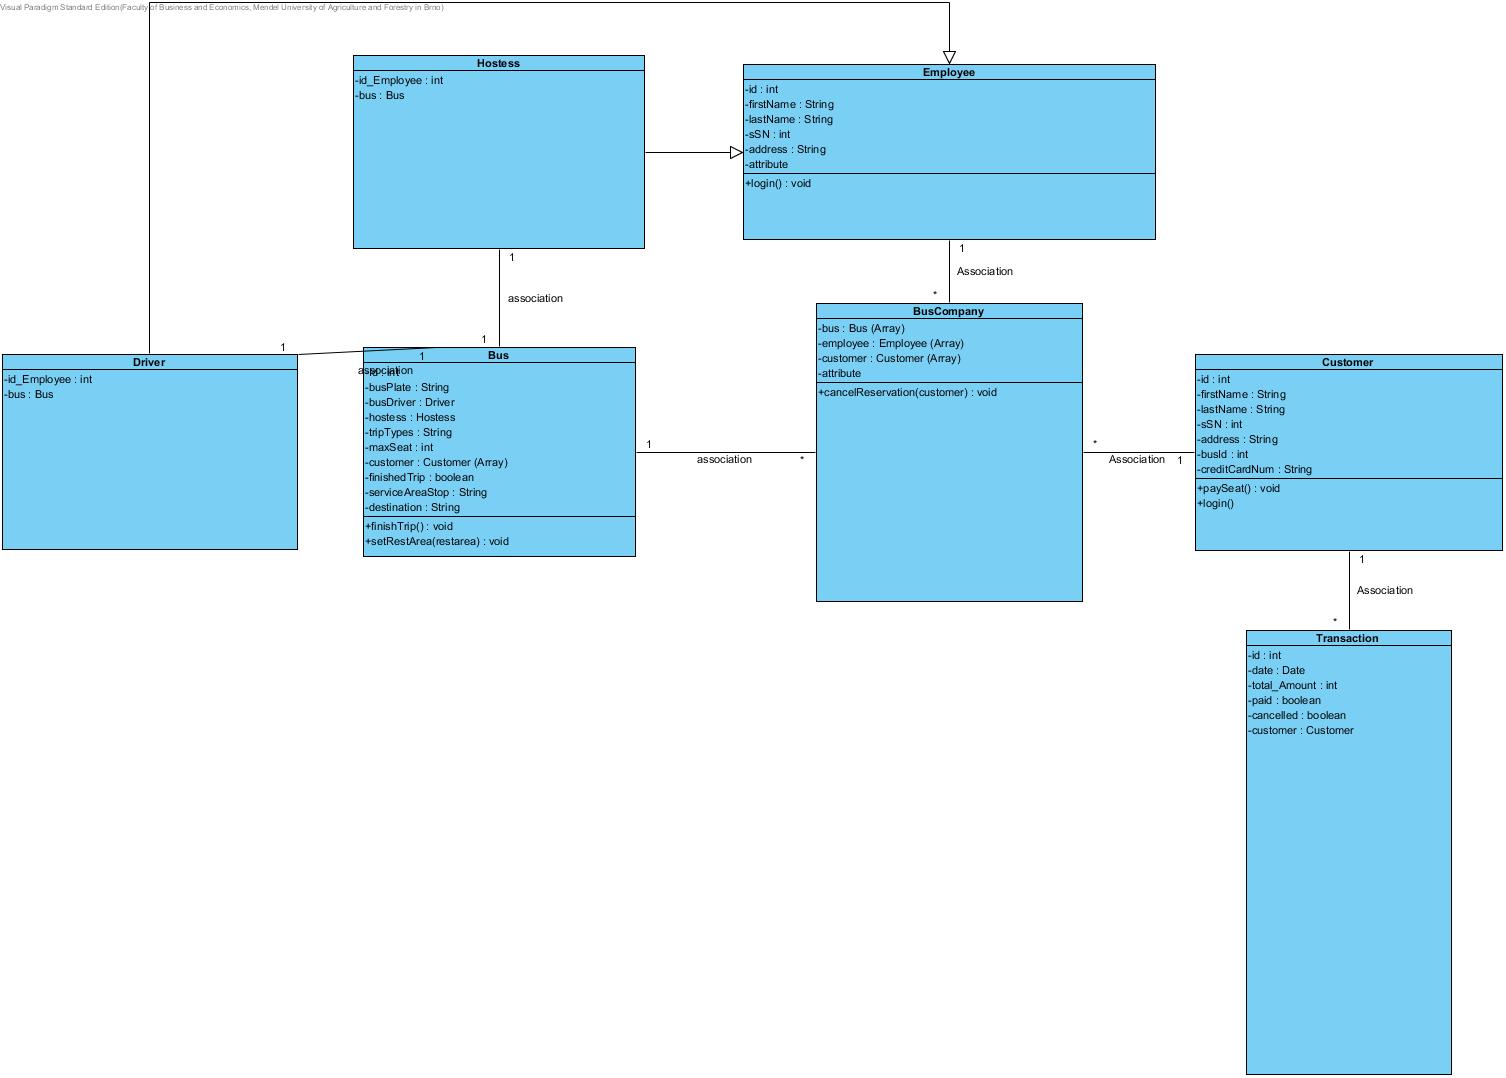 Visual Paradigm Standard Edition(Faculty of Business and Economics, Mendel University of Agriculture and Forestry in Brno)
Hostess
-id_Employee : int
-bus : Bus
Employee
-id : int
-firstName : String
-lastName : String
-sSN : int
-address : String
-attribute
+login() : void
1
association
1
1
Association
*
Driver
-id_Employee : int
-bus : Bus
1
1
association
Bus
-id : int
-busPlate : String
-busDriver : Driver
-hostess : Hostess
-tripTypes : String
-maxSeat : int
-customer : Customer (Array)
-finishedTrip : boolean
-serviceAreaStop : String
-destination : String
+finishTrip() : void
+setRestArea(restarea) : void
1
association
*
BusCompany
-bus : Bus (Array)
-employee : Employee (Array)
-customer : Customer (Array)
-attribute
+cancelReservation(customer) : void
*
Association
1
Customer
-id : int
-firstName : String
-lastName : String
-sSN : int
-address : String
-busId : int
-creditCardNum : String
+paySeat() : void
+login()
1
Association
*
Transaction
-id : int
-date : Date
-total_Amount : int
-paid : boolean
-cancelled : boolean
-customer : Customer